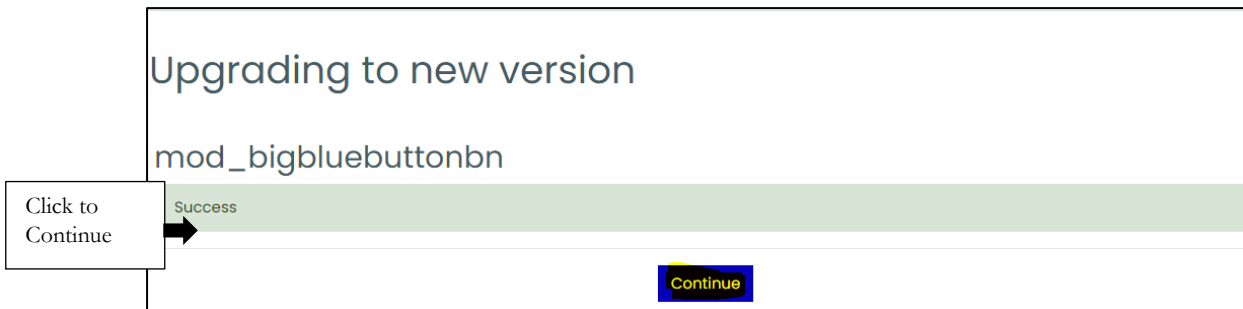 Upgrading to new version
mod_bigbluebuttonbn
Click to
Continue
Success
Continue